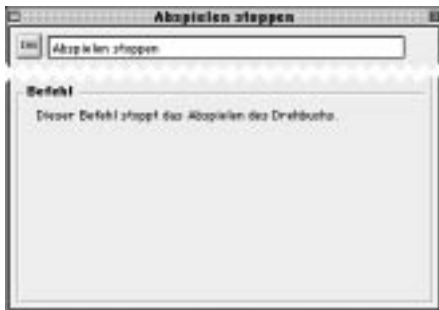 Abspielen stoppen
Abspielen stoppen
Befehl
Dieser Befehl stoppt das Abspielen des Drehbuchs.